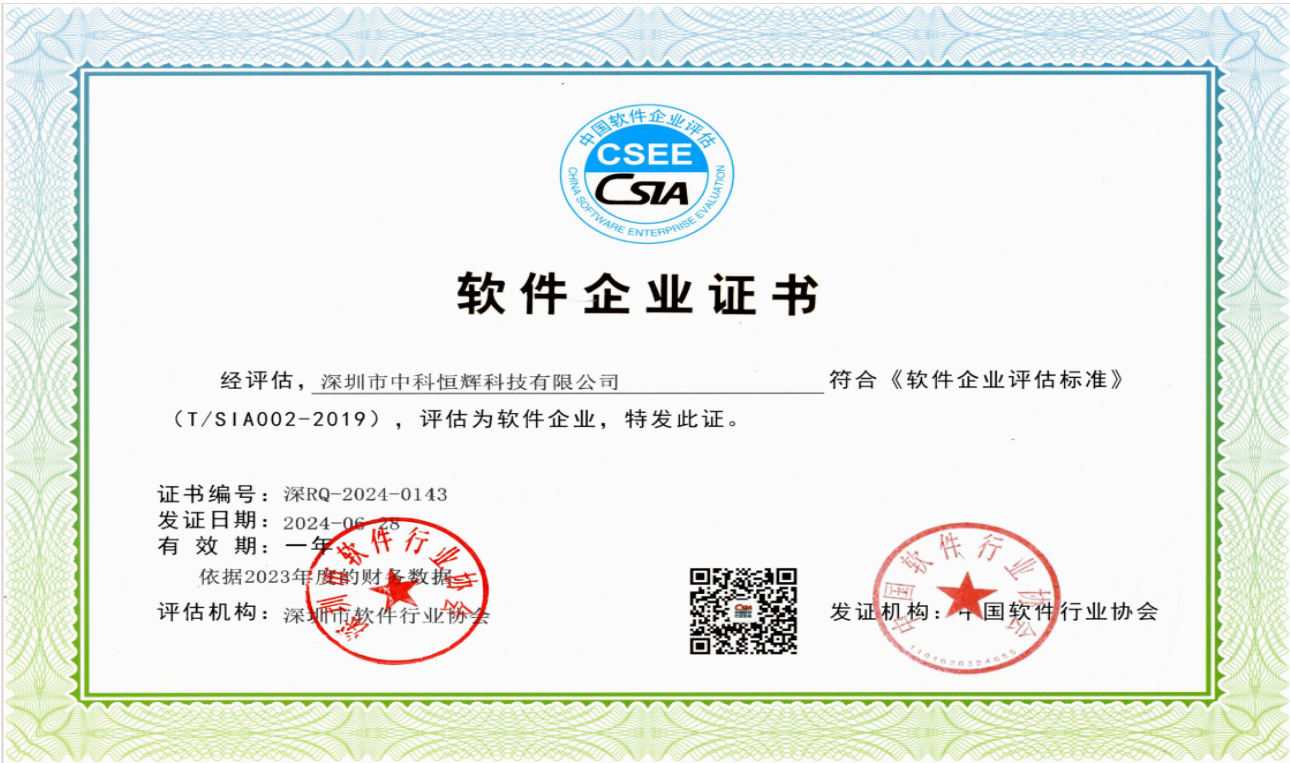 中国软件企业评估
CSEE
CSIA
CHINA SOFTWARE ENTERPRISE EVALUATION
软件企业证书
经评估，深圳市中科恒辉科技有限公司 符合《软件企业评估标准》
（T/SIA002-2019），评估为软件企业，特发此证。
证书编号：深RQ-2024-0143
发证日期：2024-06-28
有效期：一年
依据2023年度的财务数据
评估机构：深圳市软件行业协会
深圳市软件行业协会
CSIA
发证机构：中国软件行业协会
中国软件行业协会